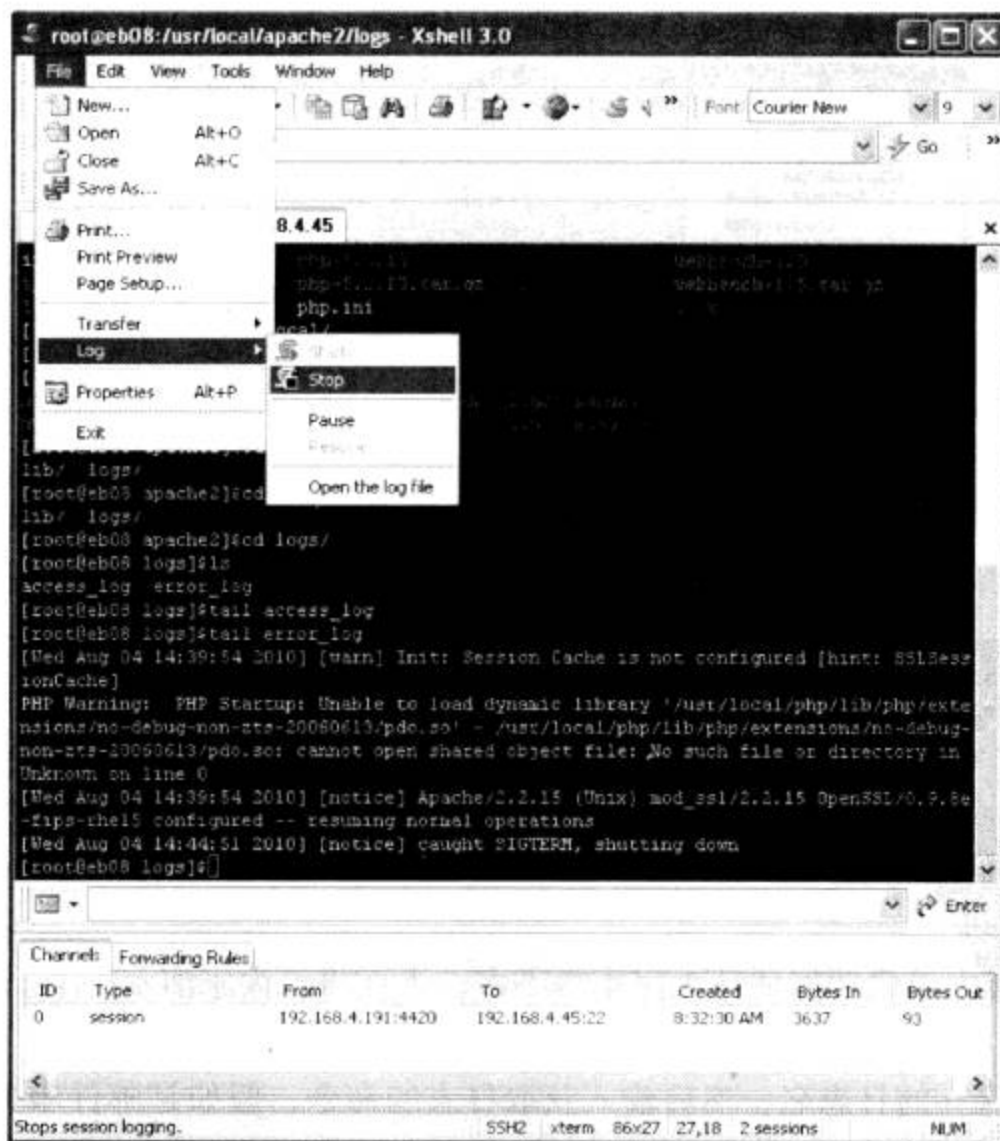 root@eb08:/usr/local/apache2/logs - Xshell 3.0
File Edit View Tools Window Help
New...
Open Alt+O
Close Alt+C
Save As...
Print...
Print Preview
Page Setup...
Transfer
Log
Properties Alt+P
Exit
Stop
Pause
Open the log file
Font Courier New 9
Go
8.4.45
php.ini
lib/ logs/
[root@eb08 apache2]$cd
lib/ logs/
[root@eb08 apache2]$cd logs/
[root@eb08 logs]$ls
access_log error_log
[root@eb08 logs]$tail access_log
[root@eb08 logs]$tail error_log
[Wed Aug 04 14:39:54 2010] [warn] Init: Session Cache is not configured [hint: SSLSess
ionCache]
PHP Warning: PHP Startup: Unable to load dynamic library '/usr/local/php/lib/php/exte
nsions/no-debug-non-zts-20060613/pdo.so' - /usr/local/php/lib/php/extensions/no-debug-
non-zts-20060613/pdo.so: cannot open shared object file: No such file or directory in
Unknown on line 0
[Wed Aug 04 14:39:54 2010] [notice] Apache/2.2.15 (Unix) mod_ssl/2.2.15 OpenSSL/0.9.8e
-fips-rhel5 configured -- resuming normal operations
[Wed Aug 04 14:44:51 2010] [notice] caught SIGTERM, shutting down
[root@eb08 logs]$
Enter
Channels Forwarding Rules
ID Type From To Created Bytes In Bytes Out
0 session 192.168.4.191:4420 192.168.4.45:22 8:32:30 AM 3637 93
Stops session logging. SSH2 xterm 86x27 27,18 2 sessions NUM